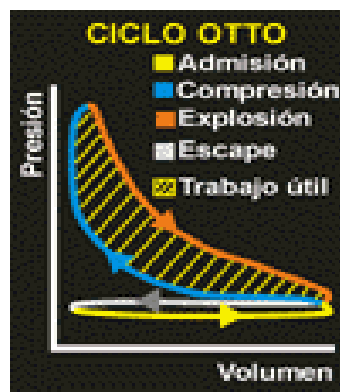 CICLO OTTO
Admisión
Compresión
Explosión
Escape
Trabajo útil
Presión
Volumen